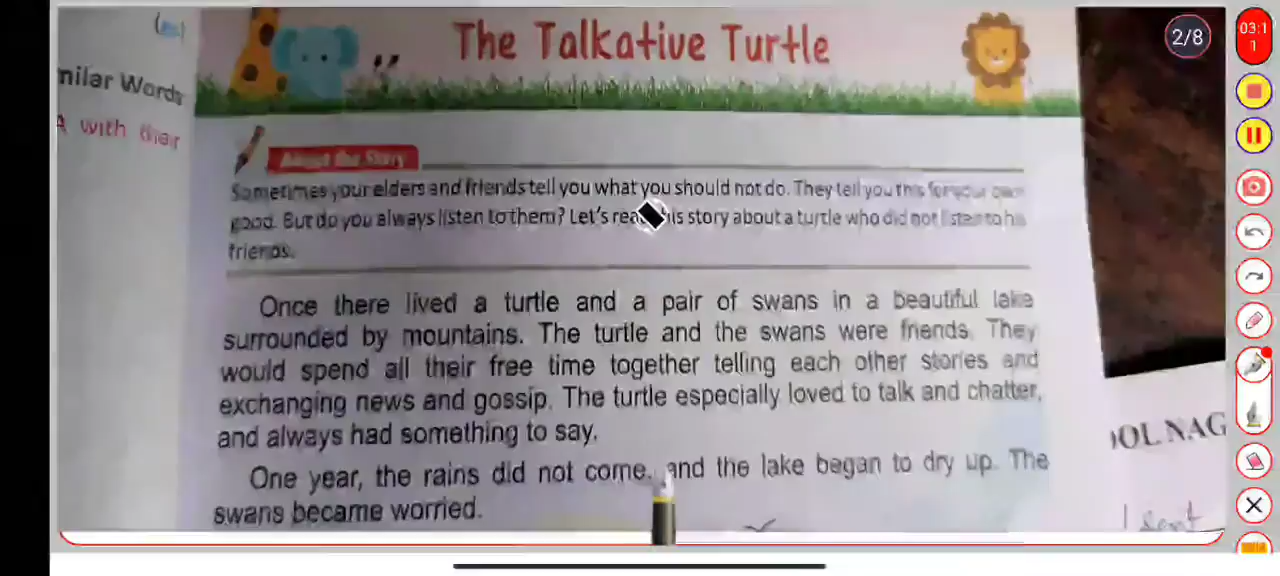 The Talkative Turtle
2/8
03:1
1
nilar Words
with their
About the Story
Sometimes your elders and friends tell you what you should not do. They tell you this for your own
good. But do you always listen to them? Let's rea his story about a turtle who did not listen to his
friends.
Once there lived a turtle and a pair of swans in a beautiful lake
surrounded by mountains. The turtle and the swans were friends. They
would spend all their free time together telling each other stories and
exchanging news and gossip. The turtle especially loved to talk and chatter,
and always had something to say.
One year, the rains did not come, and the lake began to dry up. The
swans became worried.
OOL NAG
sent